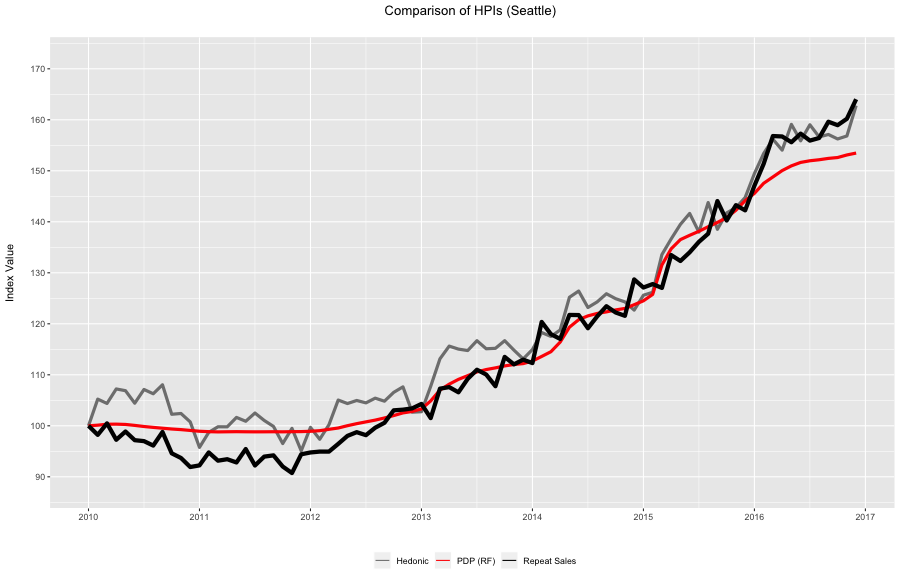 Comparison of HPIs (Seattle)
Index Value
170
160
150
140
130
120
110
100
90
2010 2011 2012 2013 2014 2015 2016 2017
Hedonic PDP (RF) Repeat Sales